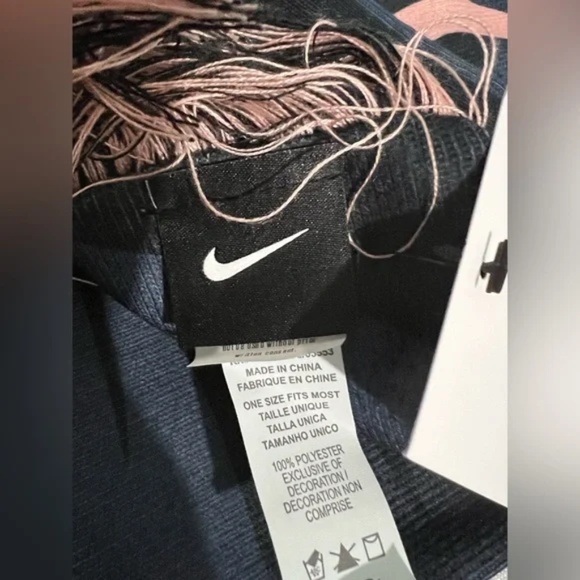 MADE IN CHINA
FABRIQUE EN CHINE
ONE SIZE FITS MOST
TAILLE UNIQUE
TALLA UNICA
TAMANHO UNICO
100% POLYESTER
EXCLUSIVE OF
DECORATION /
DECORATION NON
COMPRISE